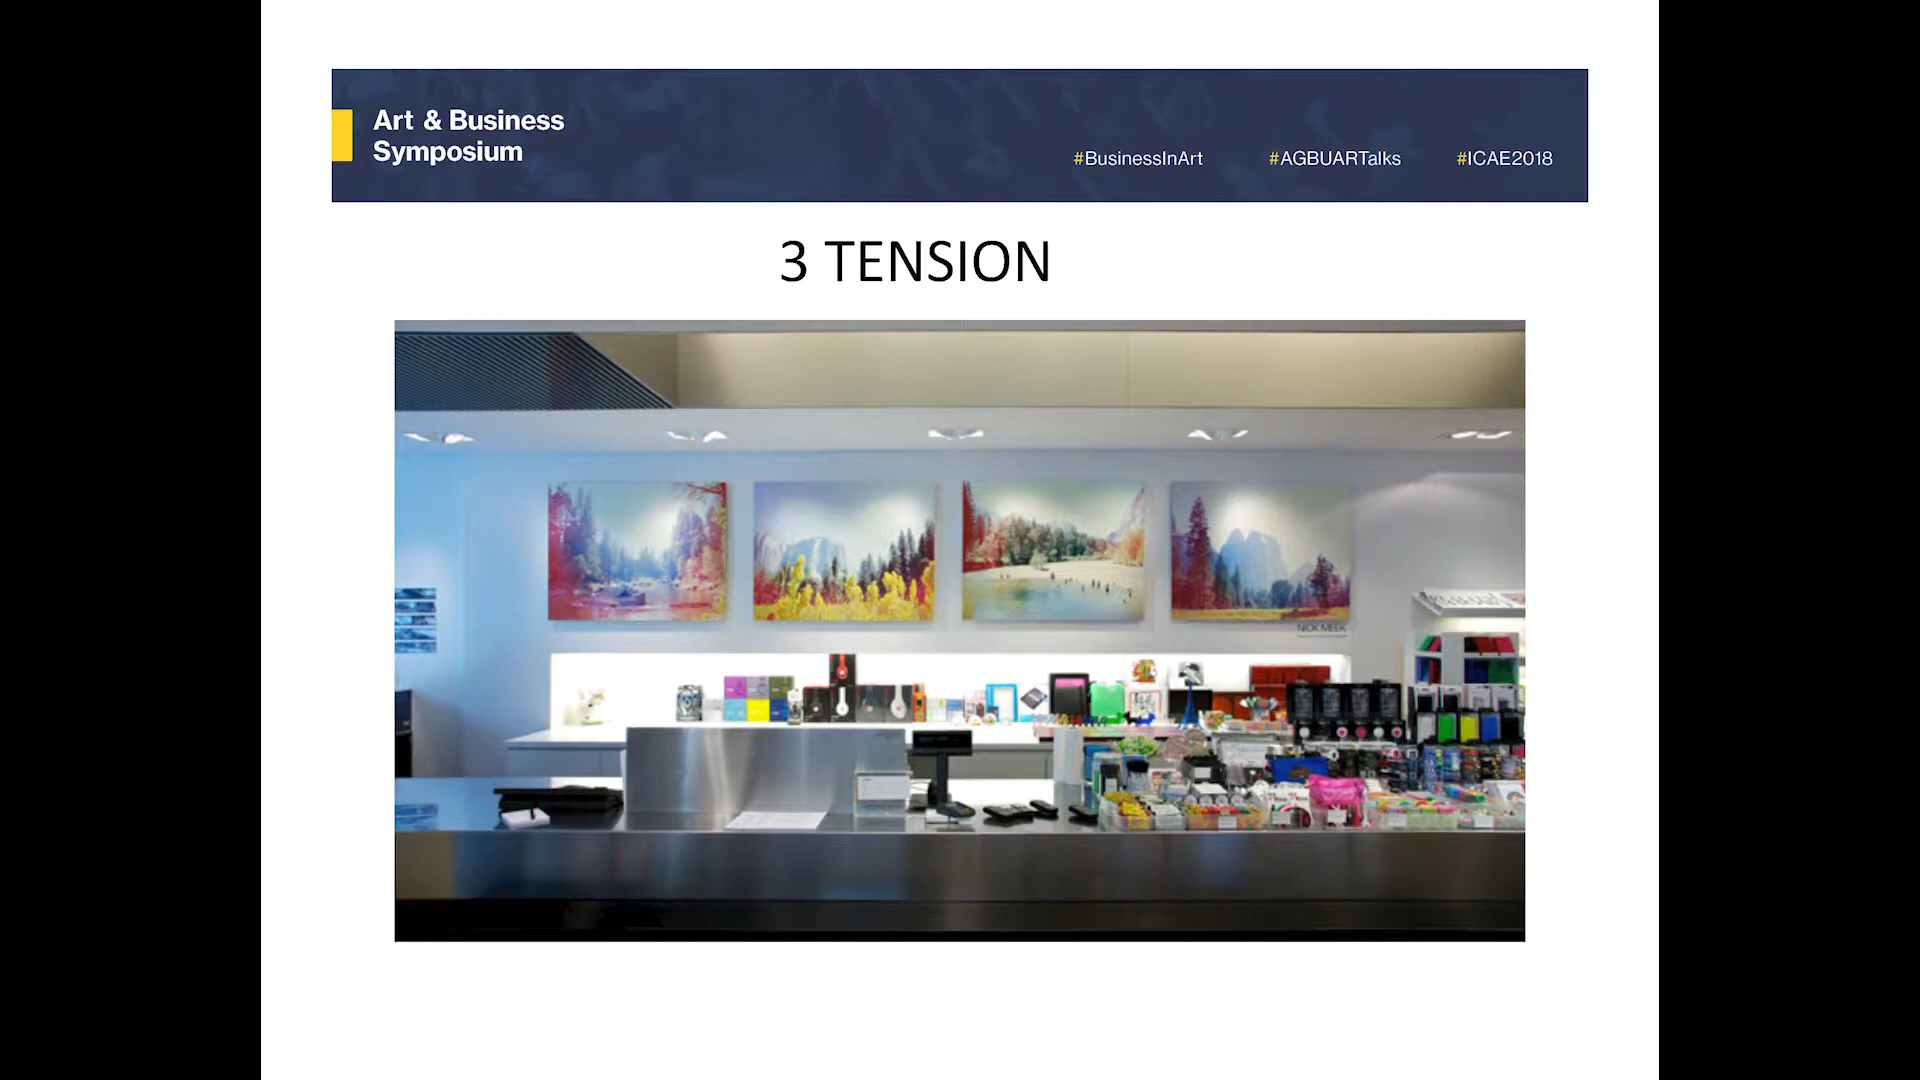 Art & Business
Symposium
#BusinessInArt #AGBUARTalks #ICAE2018
3 TENSION
NICK MEEK